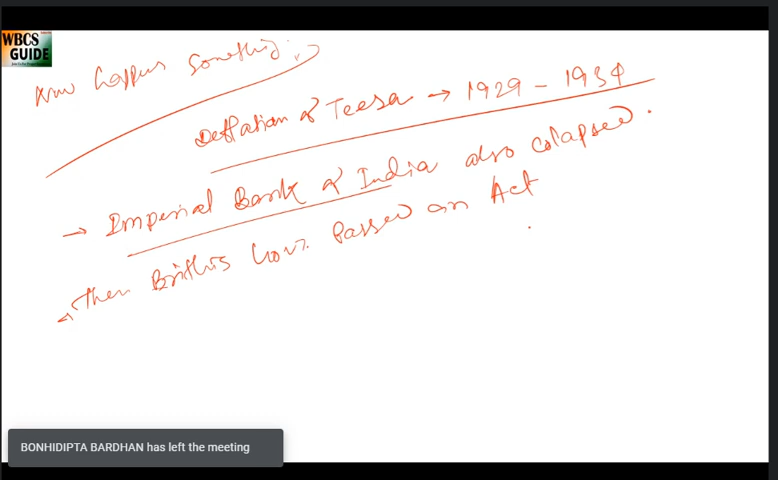 WBCS
GUIDE
Now happens something
Deflation of Teesa → 1929 - 1934
→ Imperial Bank of India also colapsed.
Then British Govt. Passed an Act
BONHIDIPTA BARDHAN has left the meeting